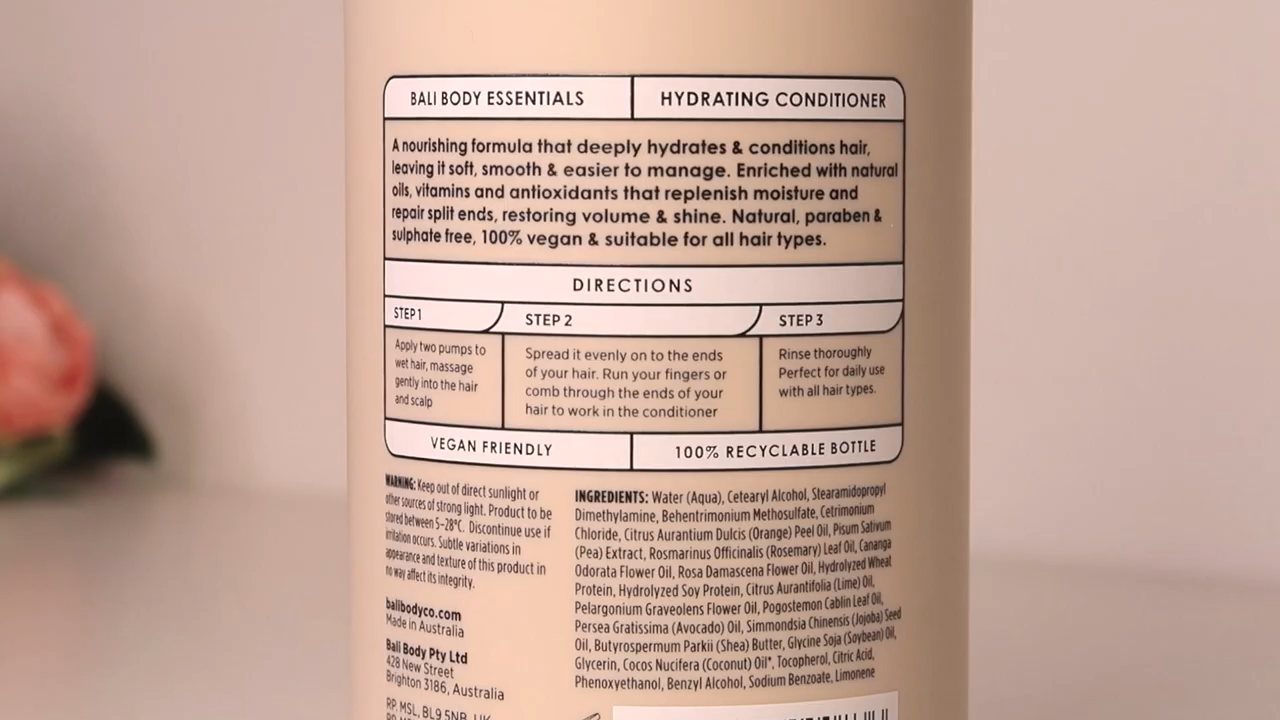 BALI BODY ESSENTIALS
HYDRATING CONDITIONER
A nourishing formula that deeply hydrates & conditions hair,
leaving it soft, smooth & easier to manage. Enriched with natural
oils, vitamins and antioxidants that replenish moisture and
repair split ends, restoring volume & shine. Natural, paraben &
sulphate free, 100% vegan & suitable for all hair types.
DIRECTIONS
STEP 1
Apply two pumps to
wet hair, massage
gently into the hair
and scalp
STEP 2
Spread it evenly on to the ends
of your hair. Run your fingers or
comb through the ends of your
hair to work in the conditioner
STEP 3
Rinse thoroughly
Perfect for daily use
with all hair types.
VEGAN FRIENDLY
100% RECYCLABLE BOTTLE
WARNING: Keep out of direct sunlight or
other sources of strong light. Product to be
stored between 5-28°C. Discontinue use if
irritation occurs. Subtle variations in
appearance and texture of this product in
no way affect its integrity.
balibodyco.com
Made in Australia
Bali Body Pty Ltd
428 New Street
Brighton 3186, Australia
RP. MSL, BL9 5NB, UK
INGREDIENTS: Water (Aqua), Cetearyl Alcohol, Stearamidopropyl
Dimethylamine, Behentrimonium Methosulfate, Cetrimonium
Chloride, Citrus Aurantium Dulcis (Orange) Peel Oil, Pisum Sativum
(Pea) Extract, Rosmarinus Officinalis (Rosemary) Leaf Oil, Cananga
Odorata Flower Oil, Rosa Damascena Flower Oil, Hydrolyzed Wheat
Protein, Hydrolyzed Soy Protein, Citrus Aurantifolia (Lime) Oil,
Pelargonium Graveolens Flower Oil, Pogostemon Cablin Leaf Oil,
Persea Gratissima (Avocado) Oil, Simmondsia Chinensis (Jojoba) Seed
Oil, Butyrospermum Parkii (Shea) Butter, Glycine Soja (Soybean) Oil,
Glycerin, Cocos Nucifera (Coconut) Oil*, Tocopherol, Citric Acid,
Phenoxyethanol, Benzyl Alcohol, Sodium Benzoate, Limonene